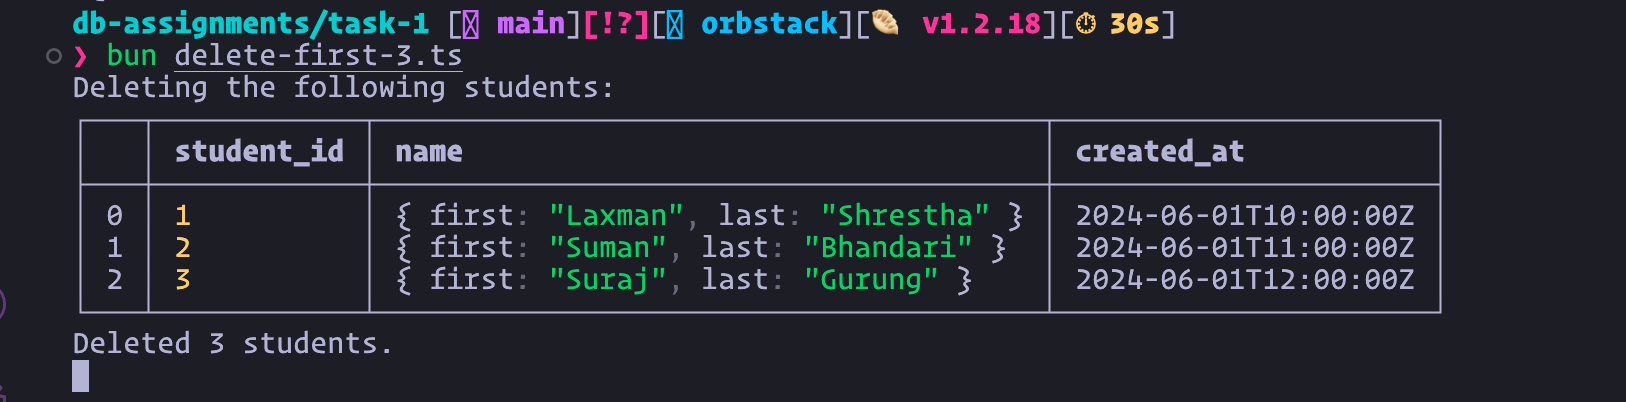 db-assignments/task-1 [ main][!?][ orbstack][🥟 v1.2.18][⏱ 30s]
❯ bun delete-first-3.ts
Deleting the following students:
student_id name created_at
0 1 { first: "Laxman", last: "Shrestha" } 2024-06-01T10:00:00Z
1 2 { first: "Suman", last: "Bhandari" } 2024-06-01T11:00:00Z
2 3 { first: "Suraj", last: "Gurung" } 2024-06-01T12:00:00Z
Deleted 3 students.